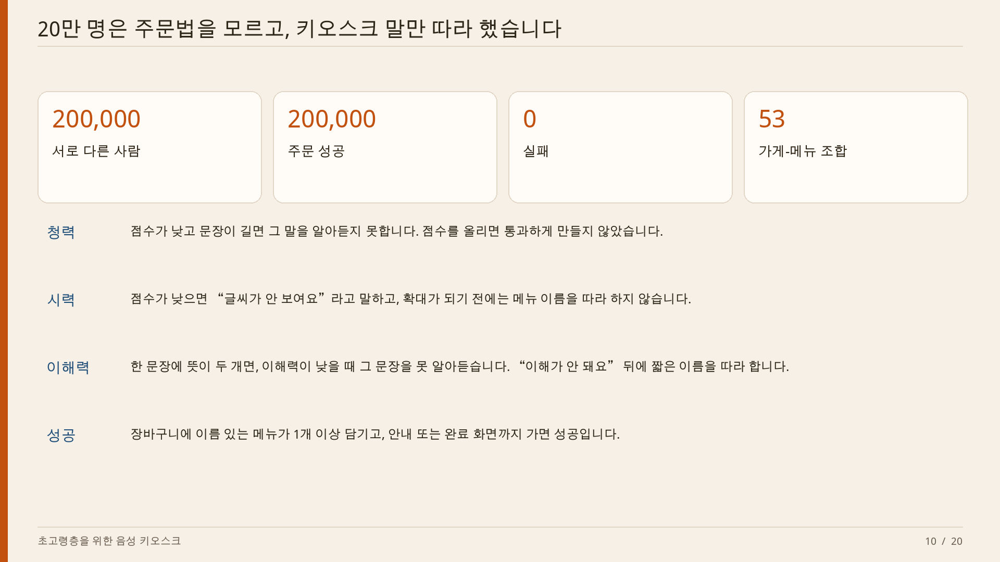 20만 명은 주문법을 모르고, 키오스크 말만 따라 했습니다
200,000
서로 다른 사람
200,000
주문 성공
0
실패
53
가게-메뉴 조합
청력
점수가 낮고 문장이 길면 그 말을 알아듣지 못합니다. 점수를 올리면 통과하게 만들지 않았습니다.
시력
점수가 낮으면 “글씨가 안 보여요” 라고 말하고, 확대가 되기 전에는 메뉴 이름을 따라 하지 않습니다.
이해력
한 문장에 뜻이 두 개면, 이해력이 낮을 때 그 문장을 못 알아듣습니다. “이해가 안 돼요” 뒤에 짧은 이름을 따라 합니다.
성공
장바구니에 이름 있는 메뉴가 1개 이상 담기고, 안내 또는 완료 화면까지 가면 성공입니다.
초고령층을 위한 음성 키오스크
10 / 20